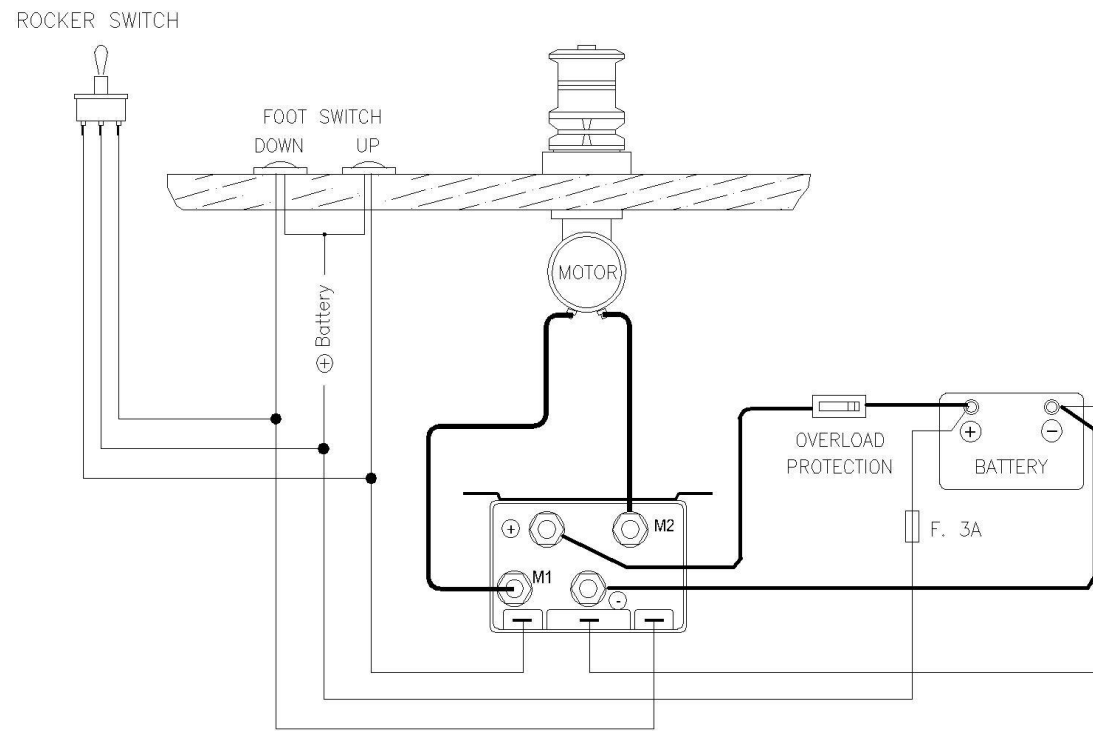 ROCKER SWITCH
FOOT SWITCH
DOWN UP
MOTOR
+ Battery
OVERLOAD
PROTECTION
+ −
BATTERY
F. 3A
+ M2
M1
-